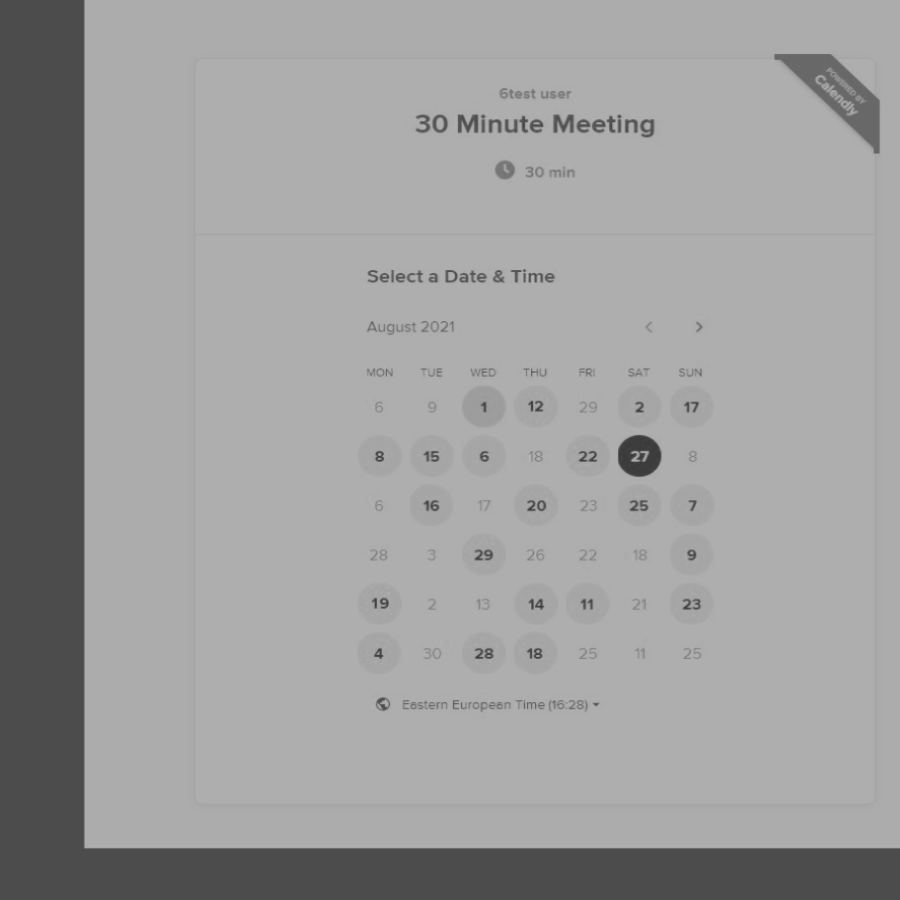 POWERED BY
Calendly
6test user
30 Minute Meeting
30 min
Select a Date & Time
August 2021
MON TUE WED THU FRI SAT SUN
6 9 1 12 29 2 17
8 15 6 18 22 27 8
6 16 17 20 23 25 7
28 3 29 26 22 18 9
19 2 13 14 11 21 23
4 30 28 18 25 11 25
Eastern European Time (16:28)